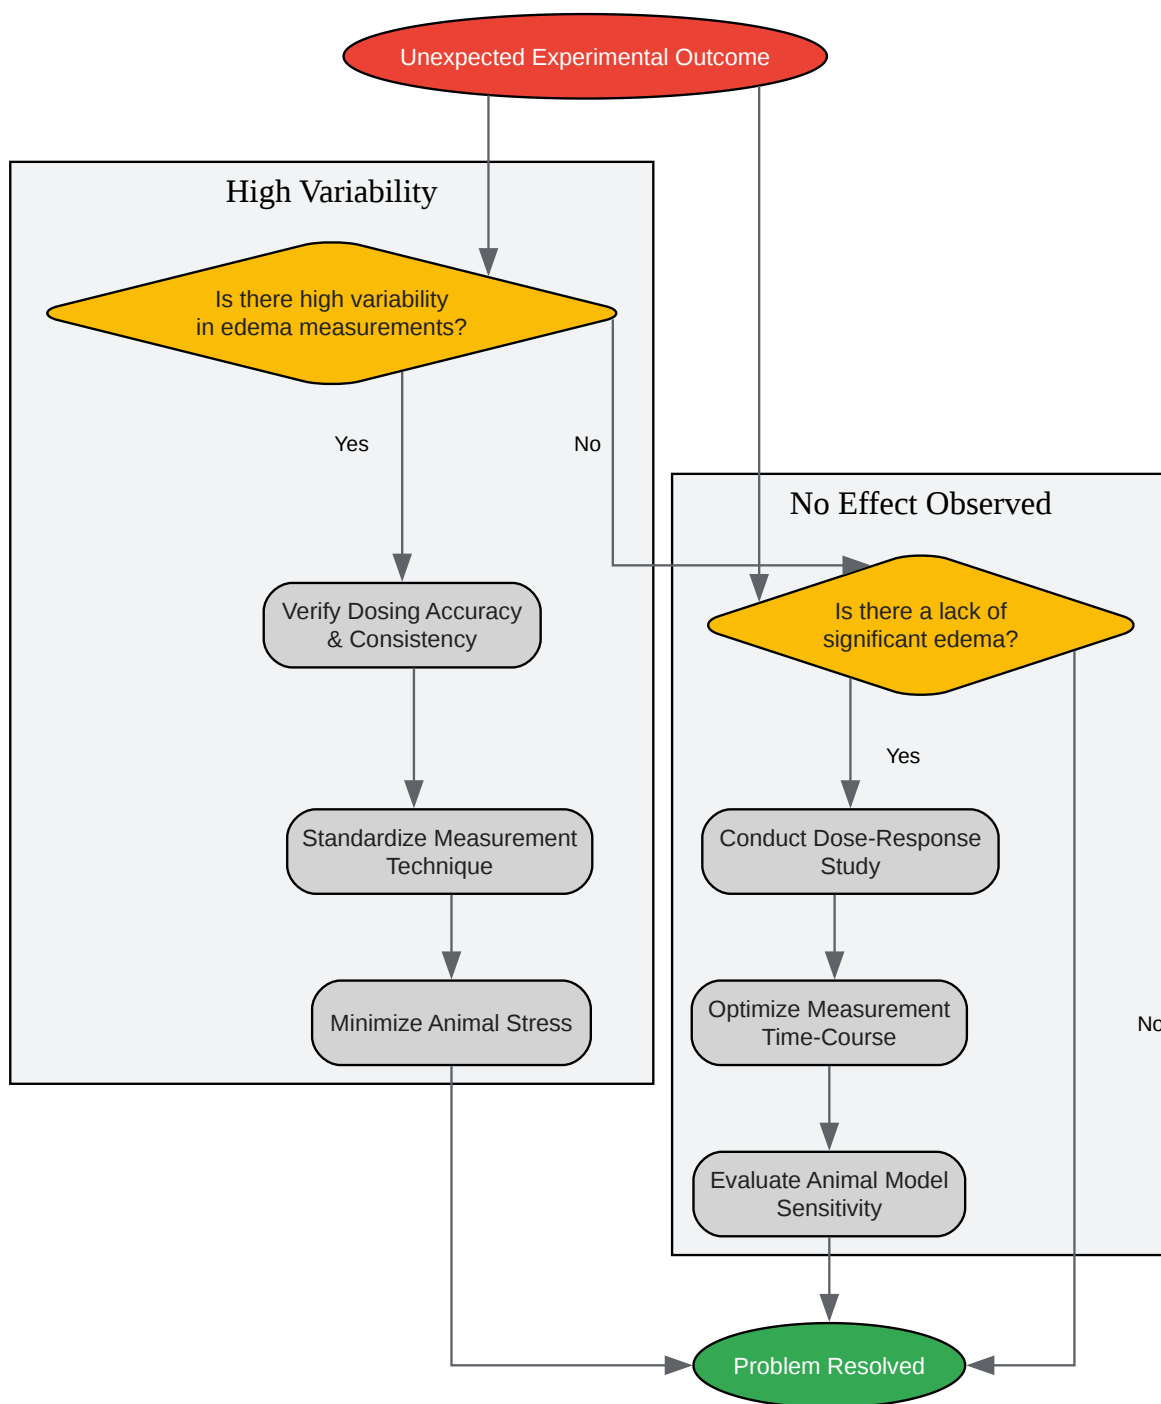 Unexpected Experimental Outcome
High Variability
Is there high variability
in edema measurements?
Yes
No
No Effect Observed
Verify Dosing Accuracy
& Consistency
Is there a lack of
significant edema?
Yes
Standardize Measurement
Technique
Conduct Dose-Response
Study
Minimize Animal Stress
Optimize Measurement
Time-Course
No
Evaluate Animal Model
Sensitivity
Problem Resolved